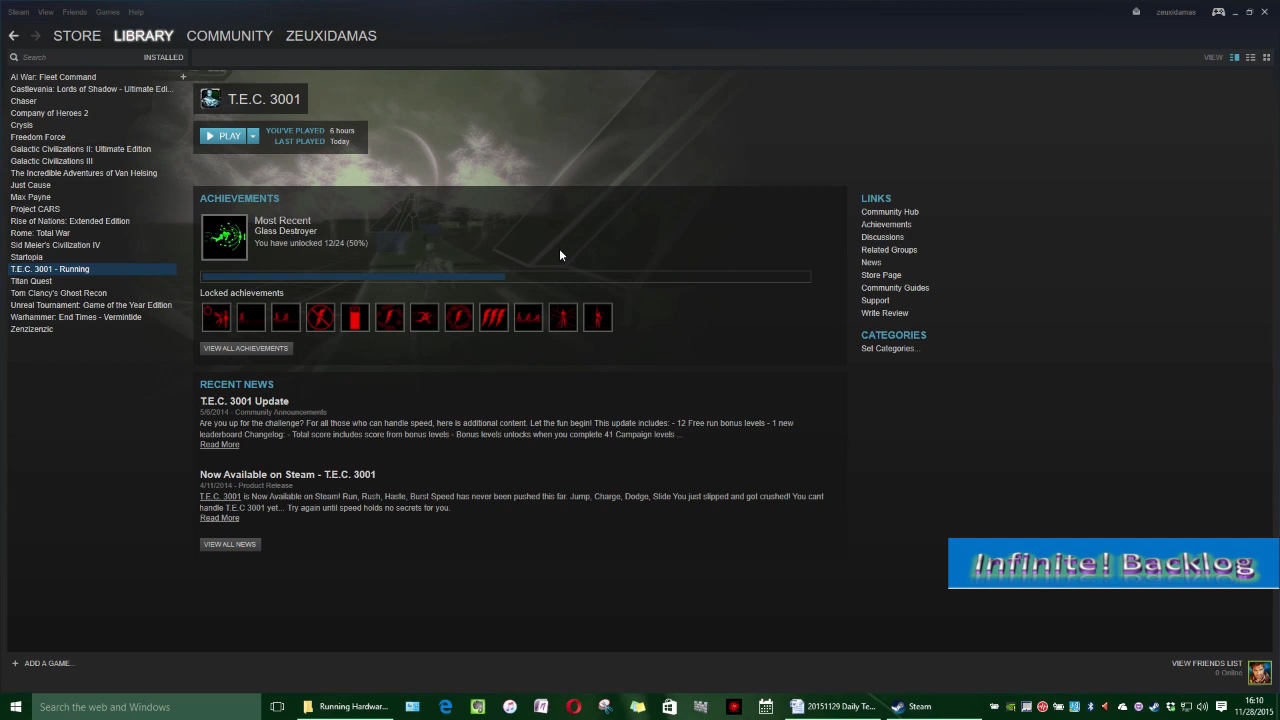 Steam View Friends Games Help
zeuxidamas
STORE LIBRARY COMMUNITY ZEUXIDAMAS
Search INSTALLED
VIEW
AI War: Fleet Command
Castlevania: Lords of Shadow - Ultimate Edi...
Chaser
Company of Heroes 2
Crysis
Freedom Force
Galactic Civilizations II: Ultimate Edition
Galactic Civilizations III
The Incredible Adventures of Van Helsing
Just Cause
Max Payne
Project CARS
Rise of Nations: Extended Edition
Rome: Total War
Sid Meier's Civilization IV
Startopia
T.E.C. 3001 - Running
Titan Quest
Tom Clancy's Ghost Recon
Unreal Tournament: Game of the Year Edition
Warhammer: End Times - Vermintide
Zenzizenzic
T.E.C. 3001
PLAY
YOU'VE PLAYED 6 hours
LAST PLAYED Today
ACHIEVEMENTS
Most Recent
Glass Destroyer
You have unlocked 12/24 (50%)
Locked achievements
VIEW ALL ACHIEVEMENTS
RECENT NEWS
T.E.C. 3001 Update
5/6/2014 - Community Announcements
Are you up for the challenge? For all those who can handle speed, here is additional content. Let the fun begin! This update includes: - 12 Free run bonus levels - 1 new
leaderboard Changelog: - Total score includes score from bonus levels - Bonus levels unlocks when you complete 41 Campaign levels ...
Read More
Now Available on Steam - T.E.C. 3001
4/11/2014 - Product Release
T.E.C. 3001 is Now Available on Steam! Run, Rush, Hasle, Burs! Speed has never been pushed this far. Jump, Charge, Dodge, Slide You just slipped and got crushed! You cant
handle T.E.C 3001 yet... Try again until speed holds no secrets for you.
Read More
VIEW ALL NEWS
LINKS
Community Hub
Achievements
Discussions
Related Groups
News
Store Page
Community Guides
Support
Write Review
CATEGORIES
Set Categories...
Infinite! Backlog
ADD A GAME...
VIEW FRIENDS LIST
0 Online
Search the web and Windows
Running Hardwar...
20151129 Daily Te...
Steam
16:10
11/28/2015